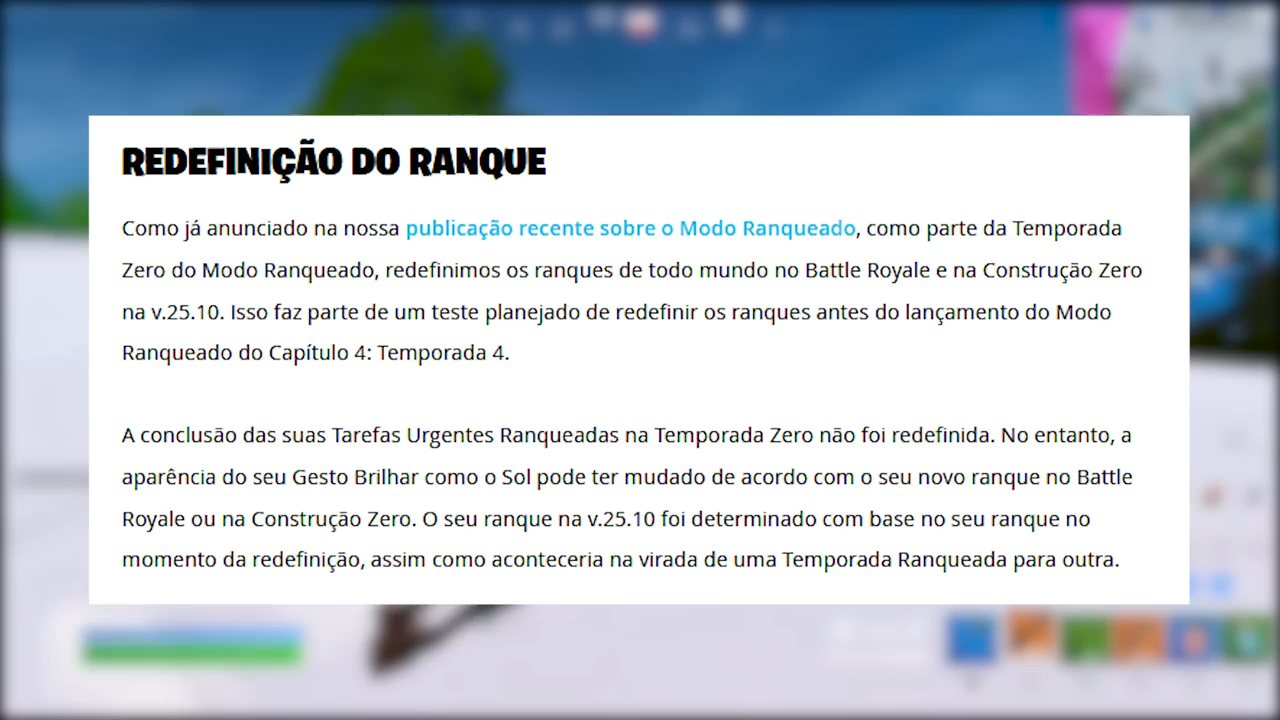 REDEFINIÇÃO DO RANQUE
Como já anunciado na nossa publicação recente sobre o Modo Ranqueado, como parte da Temporada
Zero do Modo Ranqueado, redefinimos os ranques de todo mundo no Battle Royale e na Construção Zero
na v.25.10. Isso faz parte de um teste planejado de redefinir os ranques antes do lançamento do Modo
Ranqueado do Capítulo 4: Temporada 4.
A conclusão das suas Tarefas Urgentes Ranqueadas na Temporada Zero não foi redefinida. No entanto, a
aparência do seu Gesto Brilhar como o Sol pode ter mudado de acordo com o seu novo ranque no Battle
Royale ou na Construção Zero. O seu ranque na v.25.10 foi determinado com base no seu ranque no
momento da redefinição, assim como aconteceria na virada de uma Temporada Ranqueada para outra.